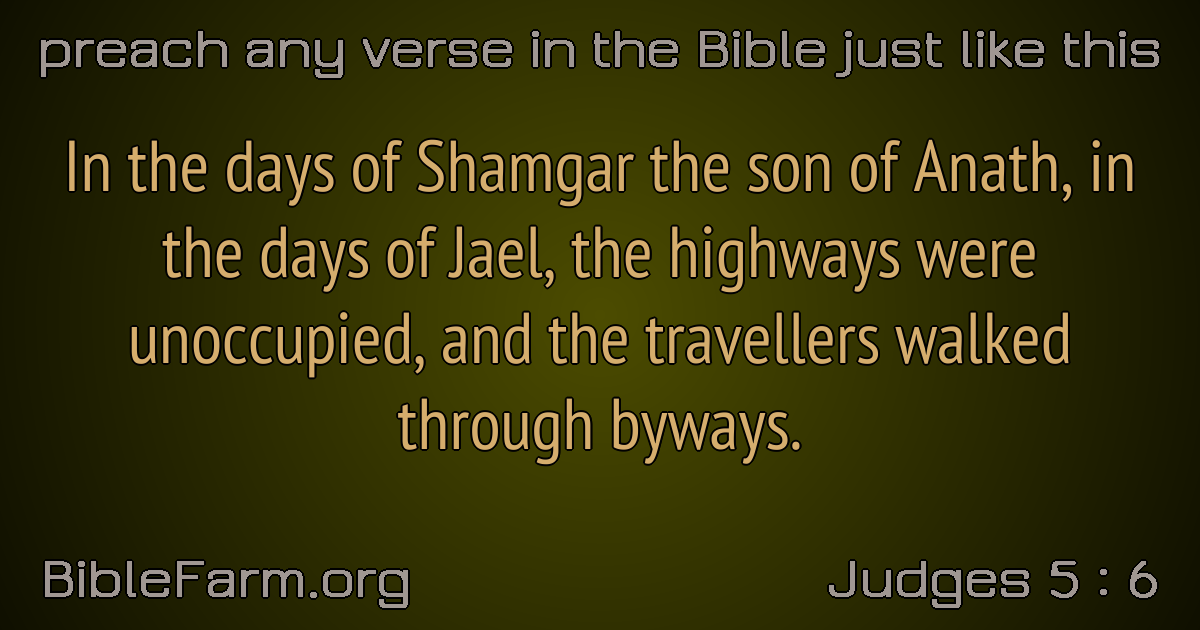 preach any verse in the Bible just like this
In the days of Shamgar the son of Anath, in
the days of Jael, the highways were
unoccupied, and the travellers walked
through byways.
BibleFarm.org
Judges 5 : 6